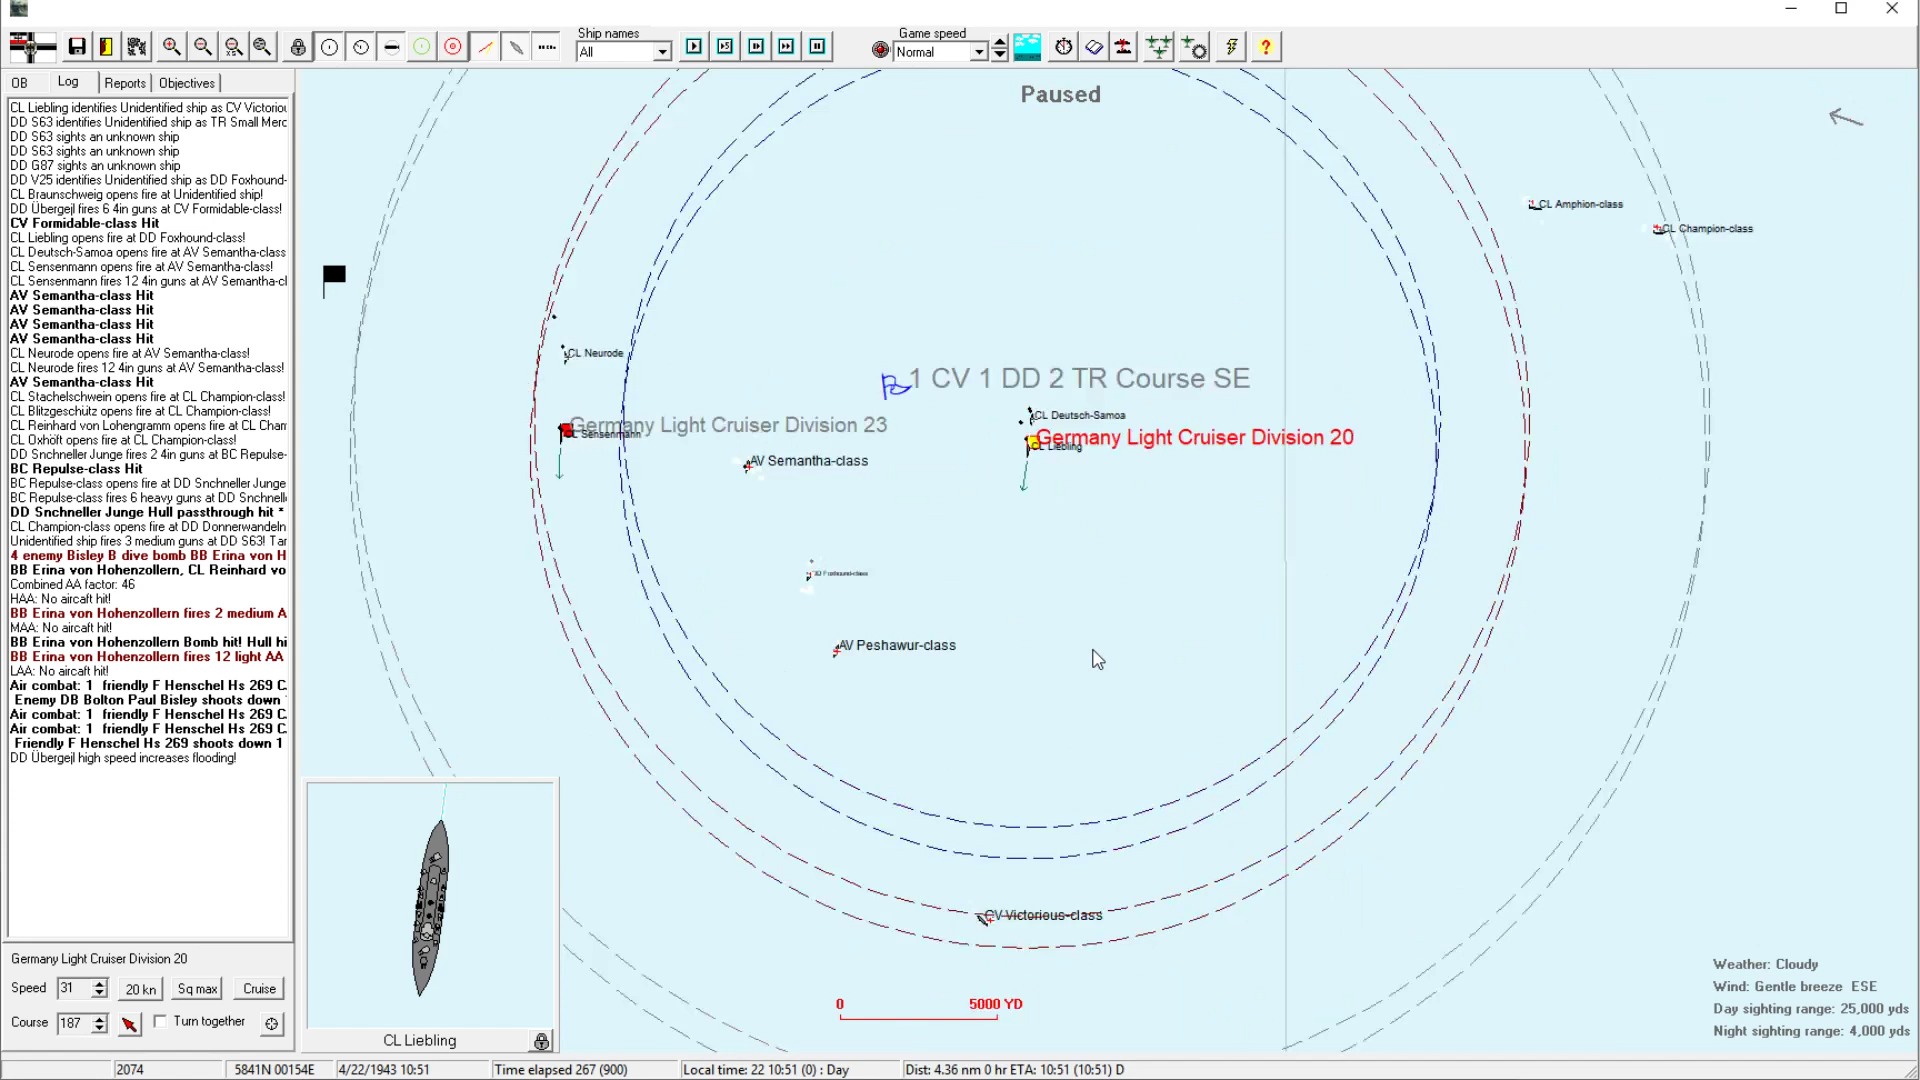 Ship names
All
Game speed
Normal
OB
Log
Reports
Objectives
CL Liebling identifies Unidentified ship as CV Victoriou
DD S63 identifies Unidentified ship as TR Small Merc
DD S63 sights an unknown ship
DD S63 sights an unknown ship
DD G87 sights an unknown ship
DD V25 identifies Unidentified ship as DD Foxhound-
CL Braunschweig opens fire at Unidentified ship!
DD Übergejl fires 6 4in guns at CV Formidable-class!
CV Formidable-class Hit
CL Liebling opens fire at DD Foxhound-class!
CL Deutsch-Samoa opens fire at AV Semantha-class
CL Sensenmann opens fire at AV Semantha-class!
CL Sensenmann fires 12 4in guns at AV Semantha-cl
AV Semantha-class Hit
AV Semantha-class Hit
AV Semantha-class Hit
AV Semantha-class Hit
CL Neurode opens fire at AV Semantha-class!
CL Neurode fires 12 4in guns at AV Semantha-class!
AV Semantha-class Hit
CL Stachelschwein opens fire at CL Champion-class!
CL Blitzgeschütz opens fire at CL Champion-class!
CL Reinhard von Lohengramm opens fire at CL Cham
CL Oxhöft opens fire at CL Champion-class!
DD Snchneller Junge fires 2 4in guns at BC Repulse-
BC Repulse-class Hit
BC Repulse-class opens fire at DD Snchneller Junge
BC Repulse-class fires 6 heavy guns at DD Snchnell
DD Snchneller Junge Hull passthrough hit *
CL Champion-class opens fire at DD Donnerwandeln
Unidentified ship fires 3 medium guns at DD S63! Tar
4 enemy Bisley B dive bomb BB Erina von H
BB Erina von Hohenzollern, CL Reinhard vo
Combined AA factor: 46
HAA: No aircaft hit!
BB Erina von Hohenzollern fires 2 medium A
MAA: No aircaft hit!
BB Erina von Hohenzollern Bomb hit! Hull hi
BB Erina von Hohenzollern fires 12 light AA
LAA: No aircaft hit!
Air combat: 1 friendly F Henschel Hs 269 C
Enemy DB Bolton Paul Bisley shoots down
Air combat: 1 friendly F Henschel Hs 269 C
Air combat: 1 friendly F Henschel Hs 269 C
Friendly F Henschel Hs 269 shoots down 1
DD Übergejl high speed increases flooding!
Paused
CL Amphion-class
CL Champion-class
CL Neurode
1 CV 1 DD 2 TR Course SE
CL Deutsch-Samoa
Germany Light Cruiser Division 23
CL Sensenmann
Germany Light Cruiser Division 20
CL Liebling
AV Semantha-class
DD Foxhound-class
AV Peshawur-class
CV Victorious-class
0 5000 YD
Weather: Cloudy
Wind: Gentle breeze ESE
Day sighting range: 25,000 yds
Night sighting range: 4,000 yds
Germany Light Cruiser Division 20
Speed 31 20 kn Sq max Cruise
Course 187 Turn together
CL Liebling
2074 5841N 00154E 4/22/1943 10:51 Time elapsed 267 (900) Local time: 22 10:51 (0) : Day Dist: 4.36 nm 0 hr ETA: 10:51 (10:51) D